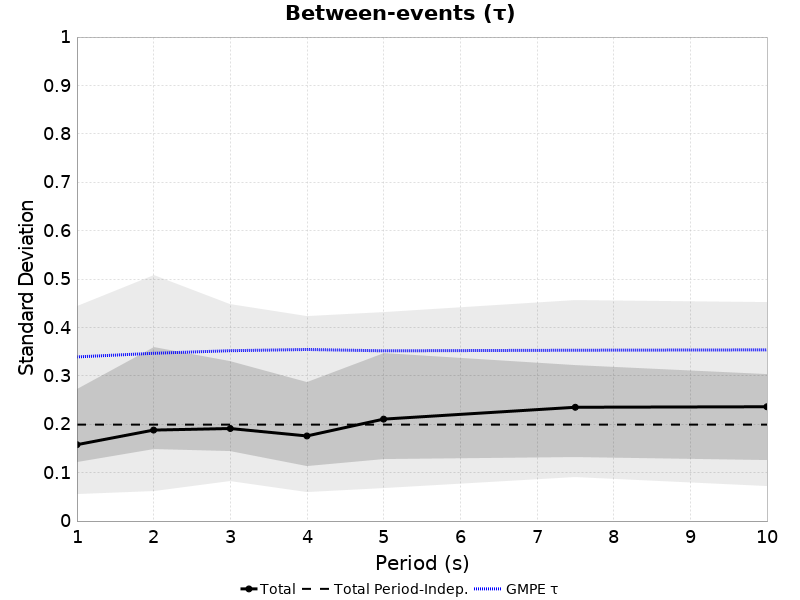 Between-events (τ)
1
0.9
0.8
0.7
0.6
0.5
0.4
0.3
0.2
0.1
0
Standard Deviation
1 2 3 4 5 6 7 8 9 10
Period (s)
Total Total Period-Indep. GMPE τ